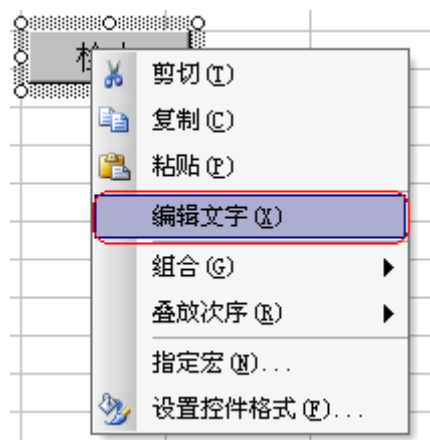 剪切(T)
复制(C)
粘贴(P)
编辑文字(X)
组合(G)
叠放次序(R)
指定宏(N)...
设置控件格式(F)...